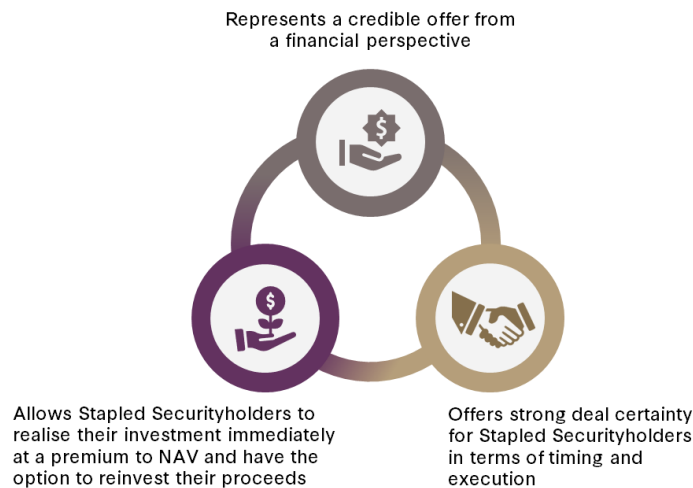 Represents a credible offer from
a financial perspective
$
$
Allows Stapled Securityholders to
realise their investment immediately
at a premium to NAV and have the
option to reinvest their proceeds
Offers strong deal certainty
for Stapled Securityholders
in terms of timing and
execution